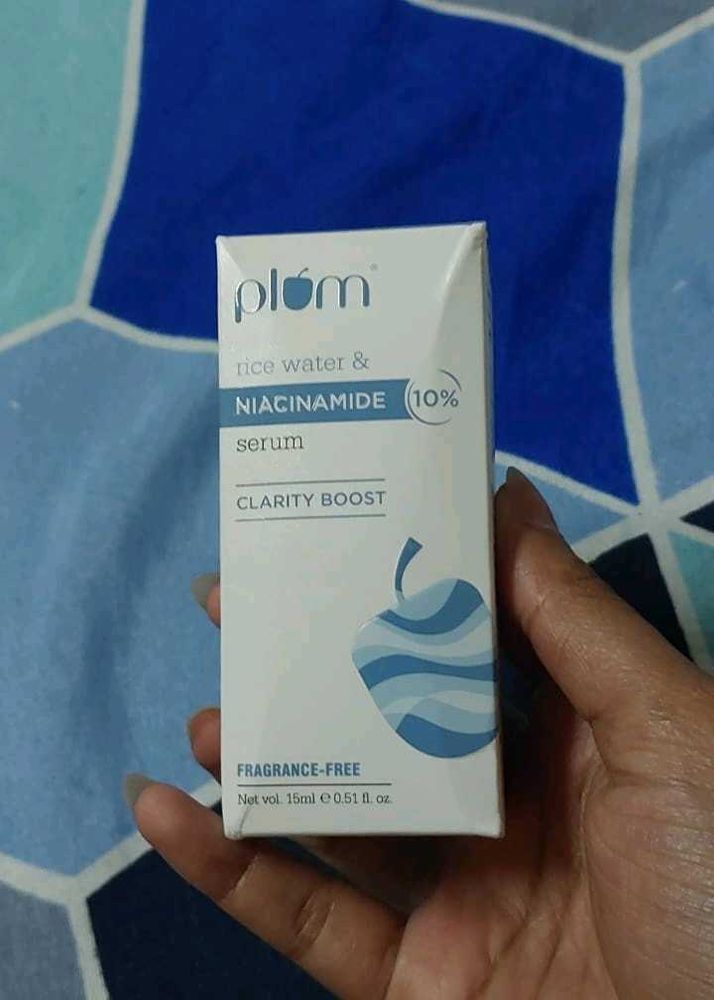 plum®
rice water &
NIACINAMIDE 10%
serum
CLARITY BOOST
FRAGRANCE-FREE
Net vol. 15ml ℮ 0.51 fl. oz.